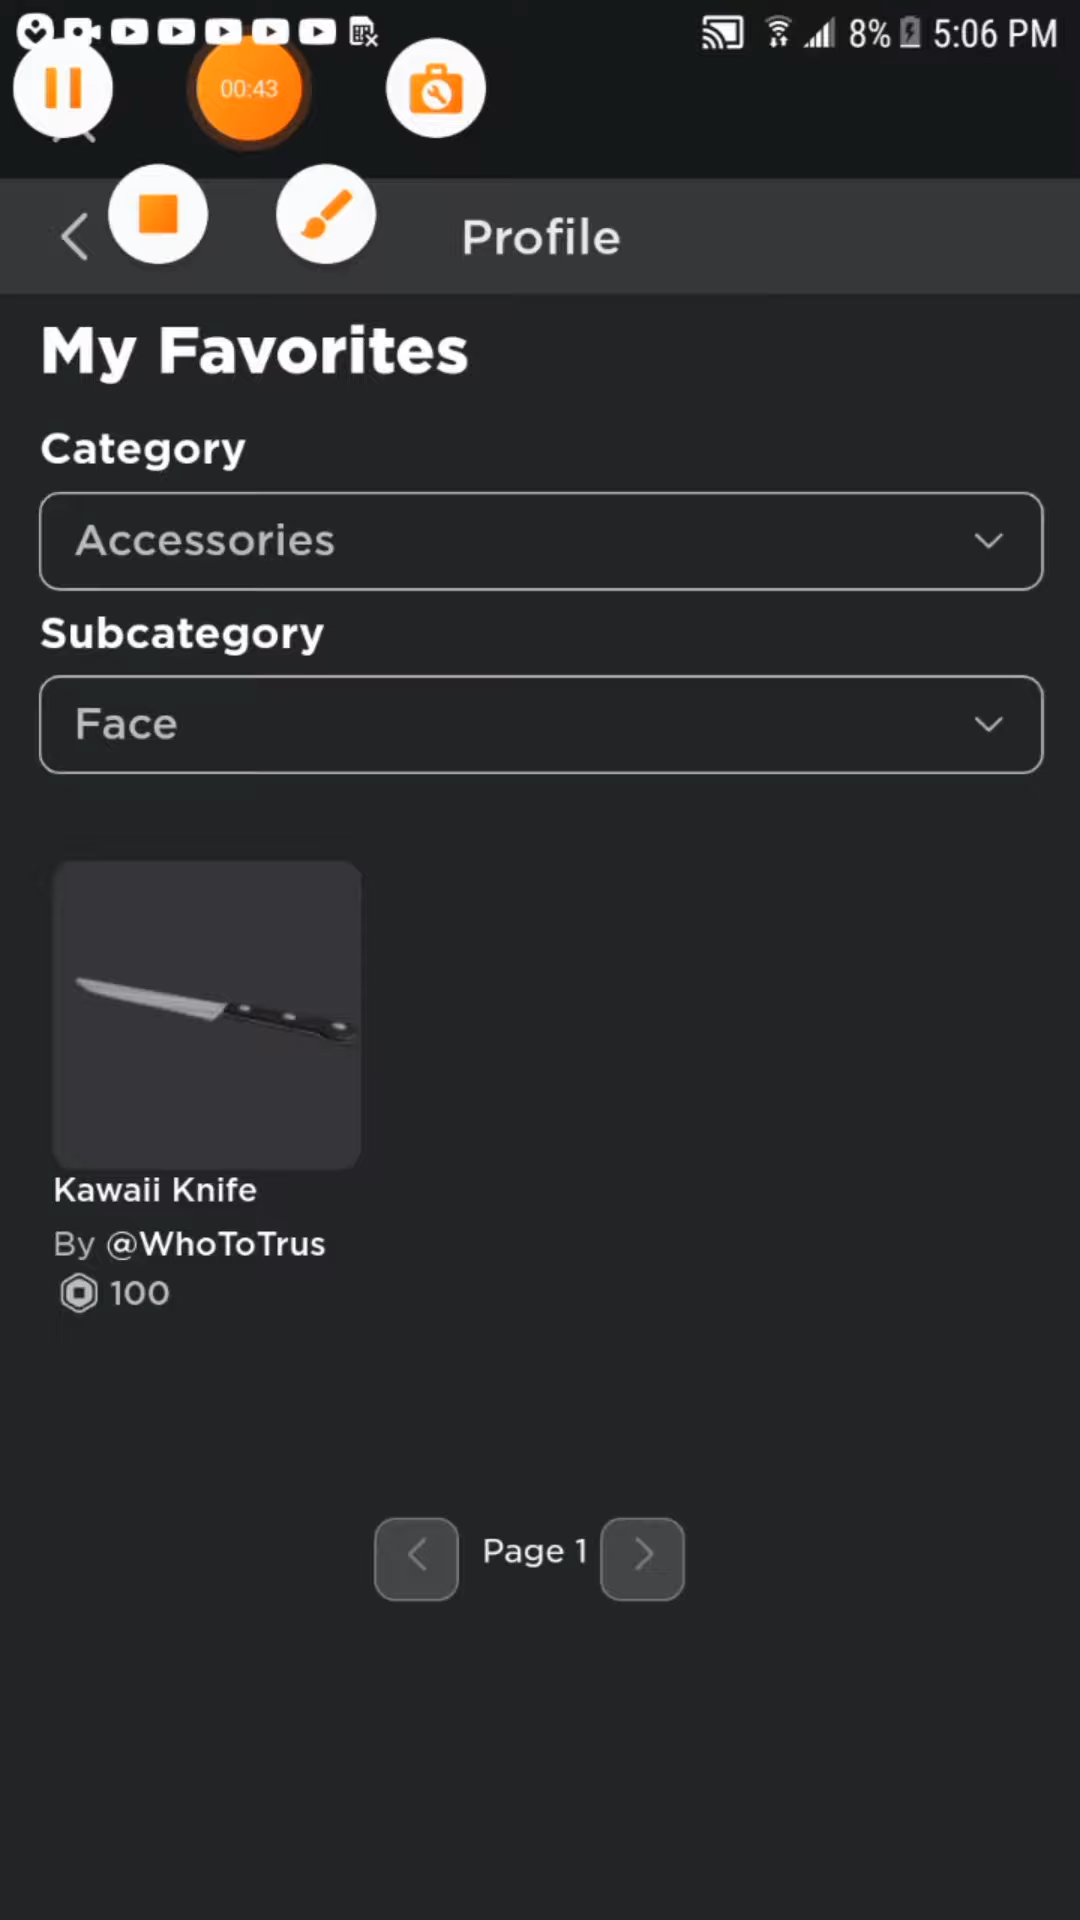 8% 5:06 PM
00:43
Profile
My Favorites
Category
Accessories
Subcategory
Face
Kawaii Knife
By @WhoToTrus
100
Page 1